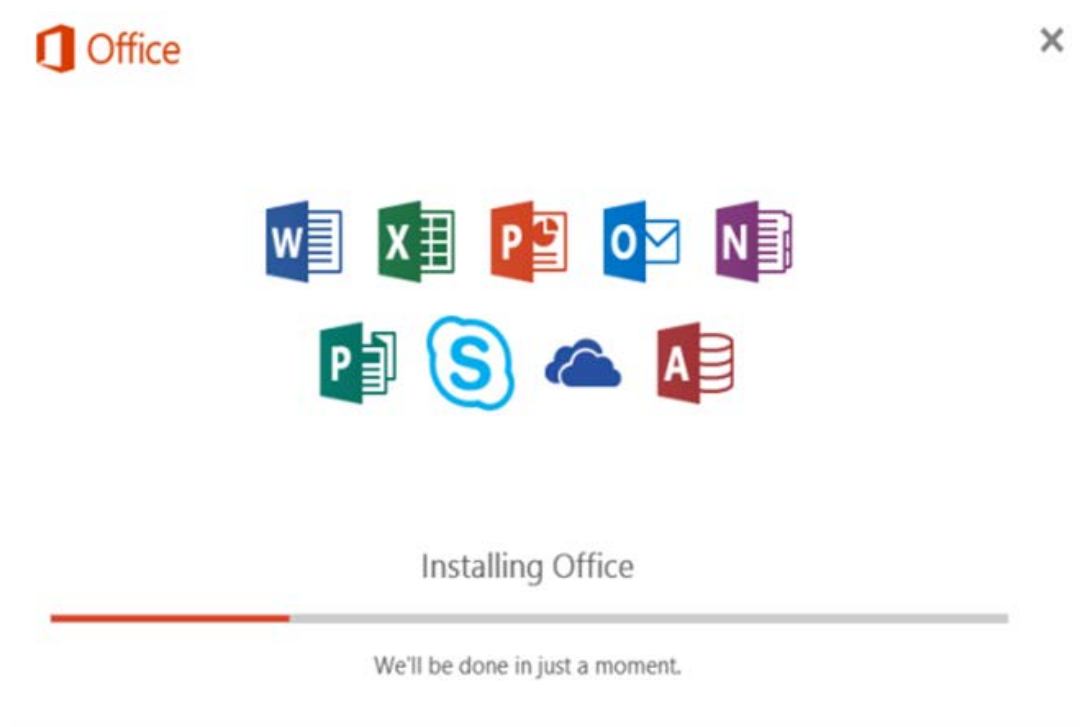 Office
W X P O N
P S A
Installing Office
We'll be done in just a moment.